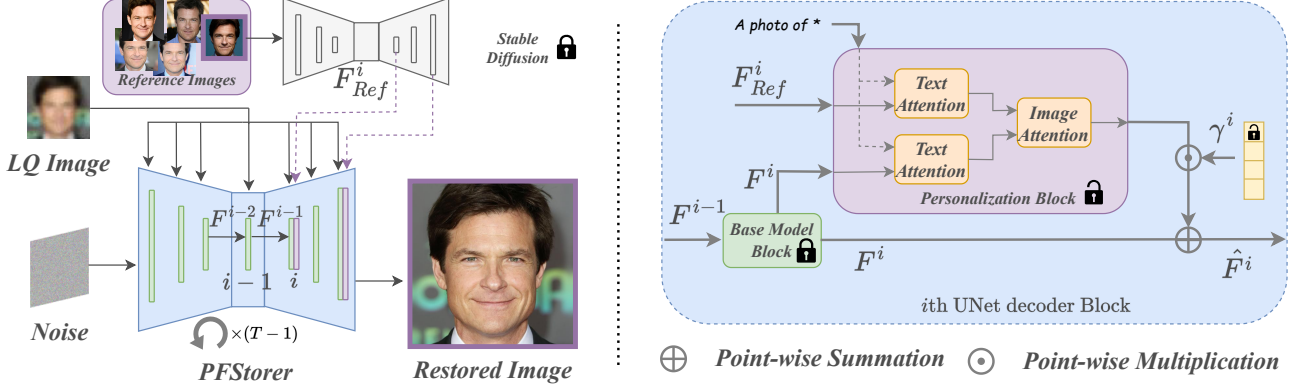 Reference Images
F^i_{Ref}
Stable
Diffusion
LQ Image
F^{i-2}
F^{i-1}
i − 1
i
Noise
×(T − 1)
PFStorer
Restored Image
A photo of *
F^i_{Ref}
Text
Attention
Image
Attention
γ^i
Text
Attention
F^i
Personalization Block
F^{i-1}
Base Model
Block
F^i
F̂^i
ith UNet decoder Block
Point-wise Summation
Point-wise Multiplication